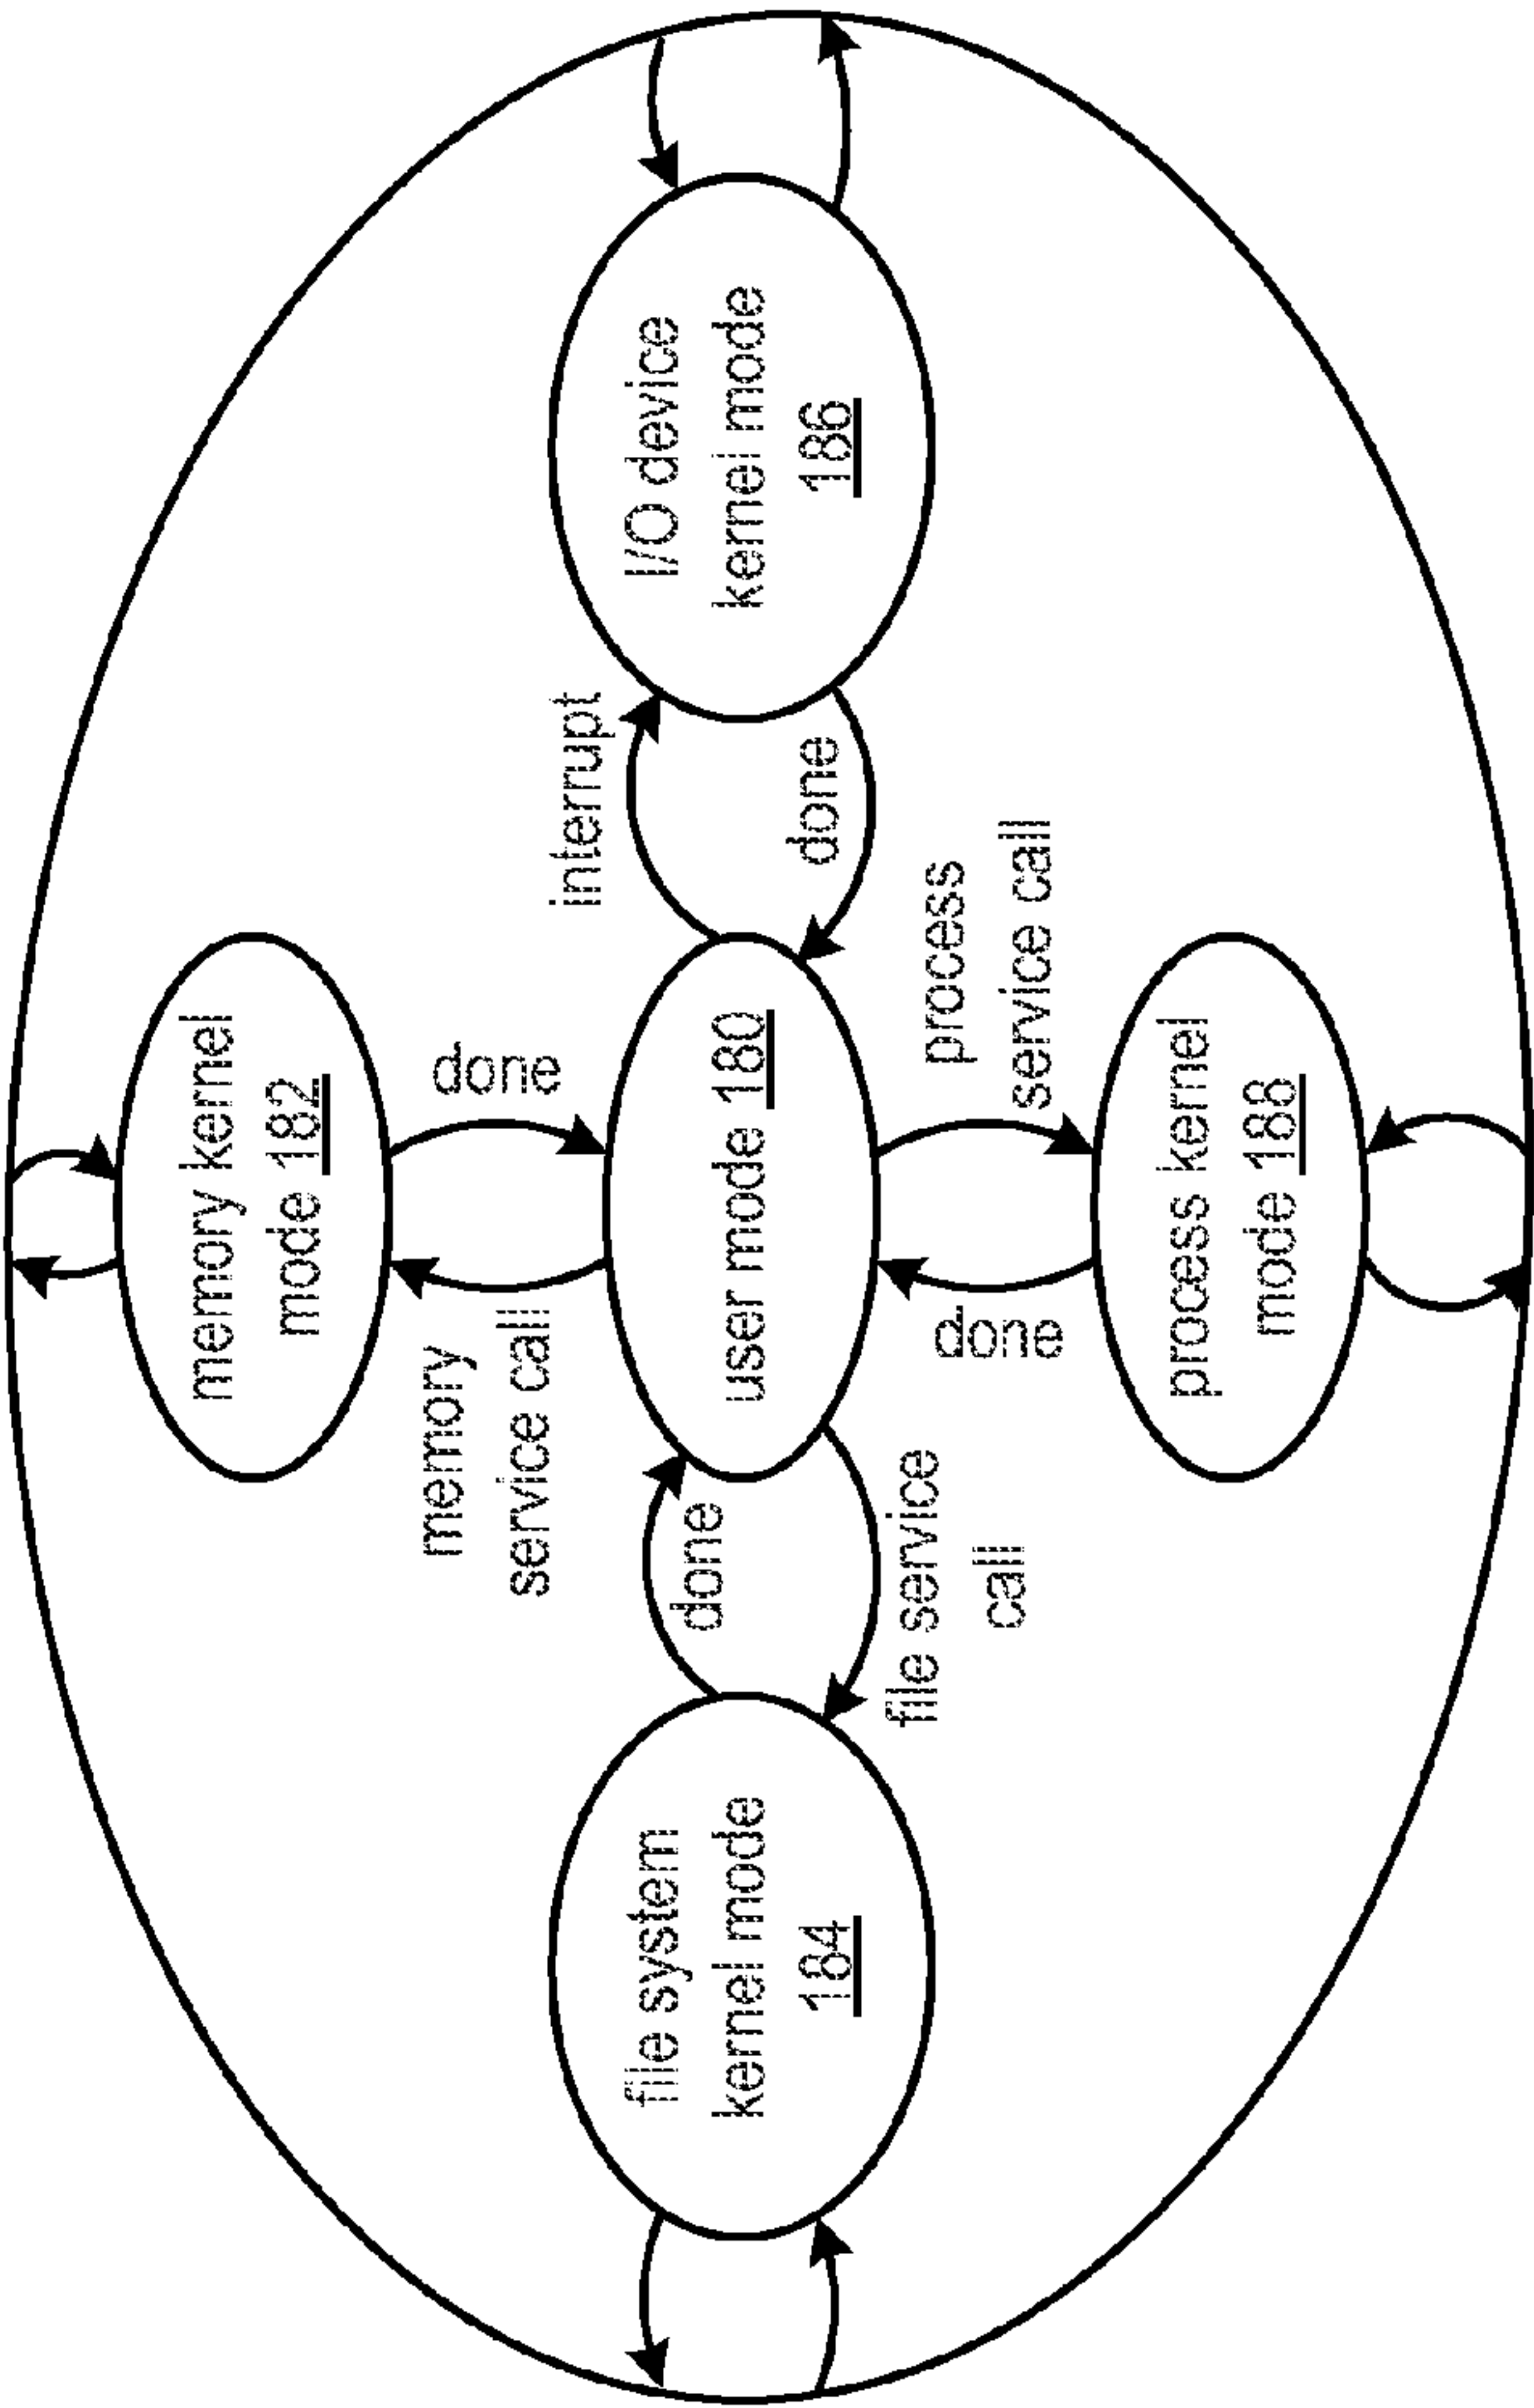 memory kernel
mode 182
memory
service call
done
file system
kernel mode
184
done
user mode 180
interrupt
I/O device
kernel mode
186
done
file service
call
done
process
service call
process kernel
mode 188